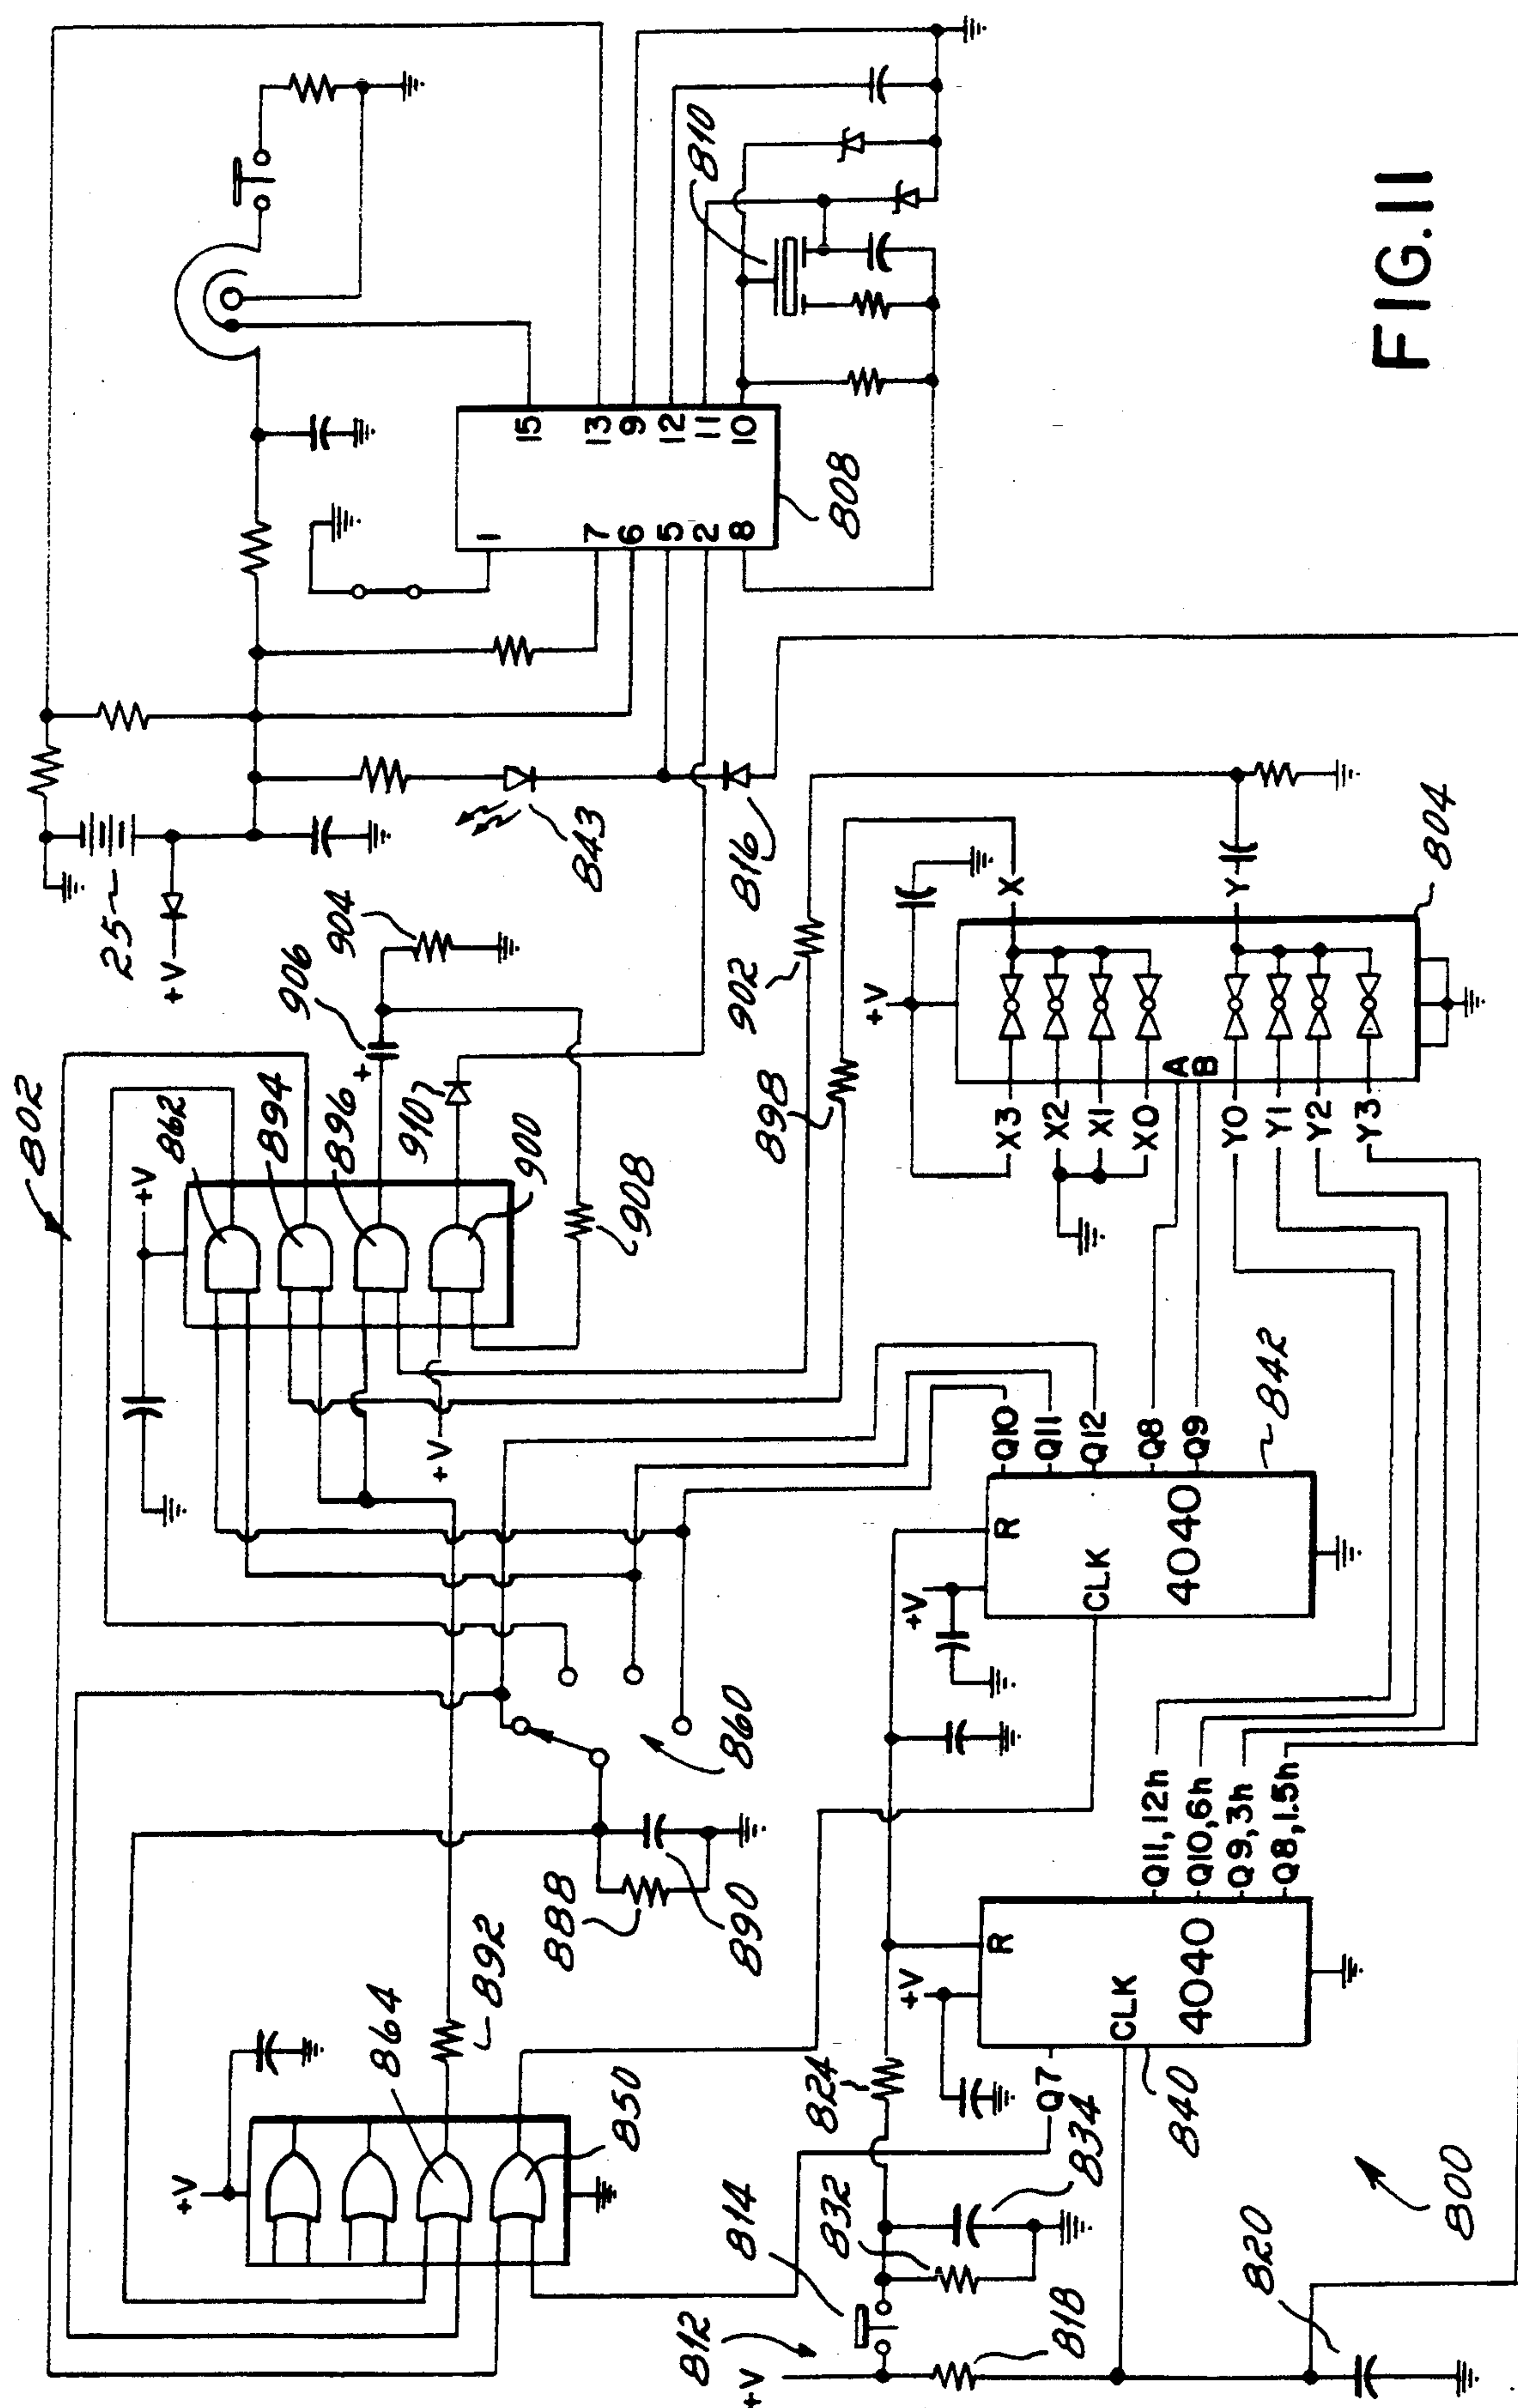 802
+V
862
894
896
900
910
906
904
908
+V
25
+V
843
816
1
7
6
5
2
8
15
13
9
12
11
10
808
810
+V
864
850
892
888
890
860
902
898
+V
X3
X2
X1
X0
A
B
Y0
Y1
Y2
Y3
X
Y
804
812
+V
814
832
834
824
818
820
+V
Q7
R
CLK
4040
840
Q11, 12h
Q10, 6h
Q9, 3h
Q8, 1.5h
+V
R
CLK
4040
842
Q10
Q11
Q12
Q8
Q9
800
FIG.11